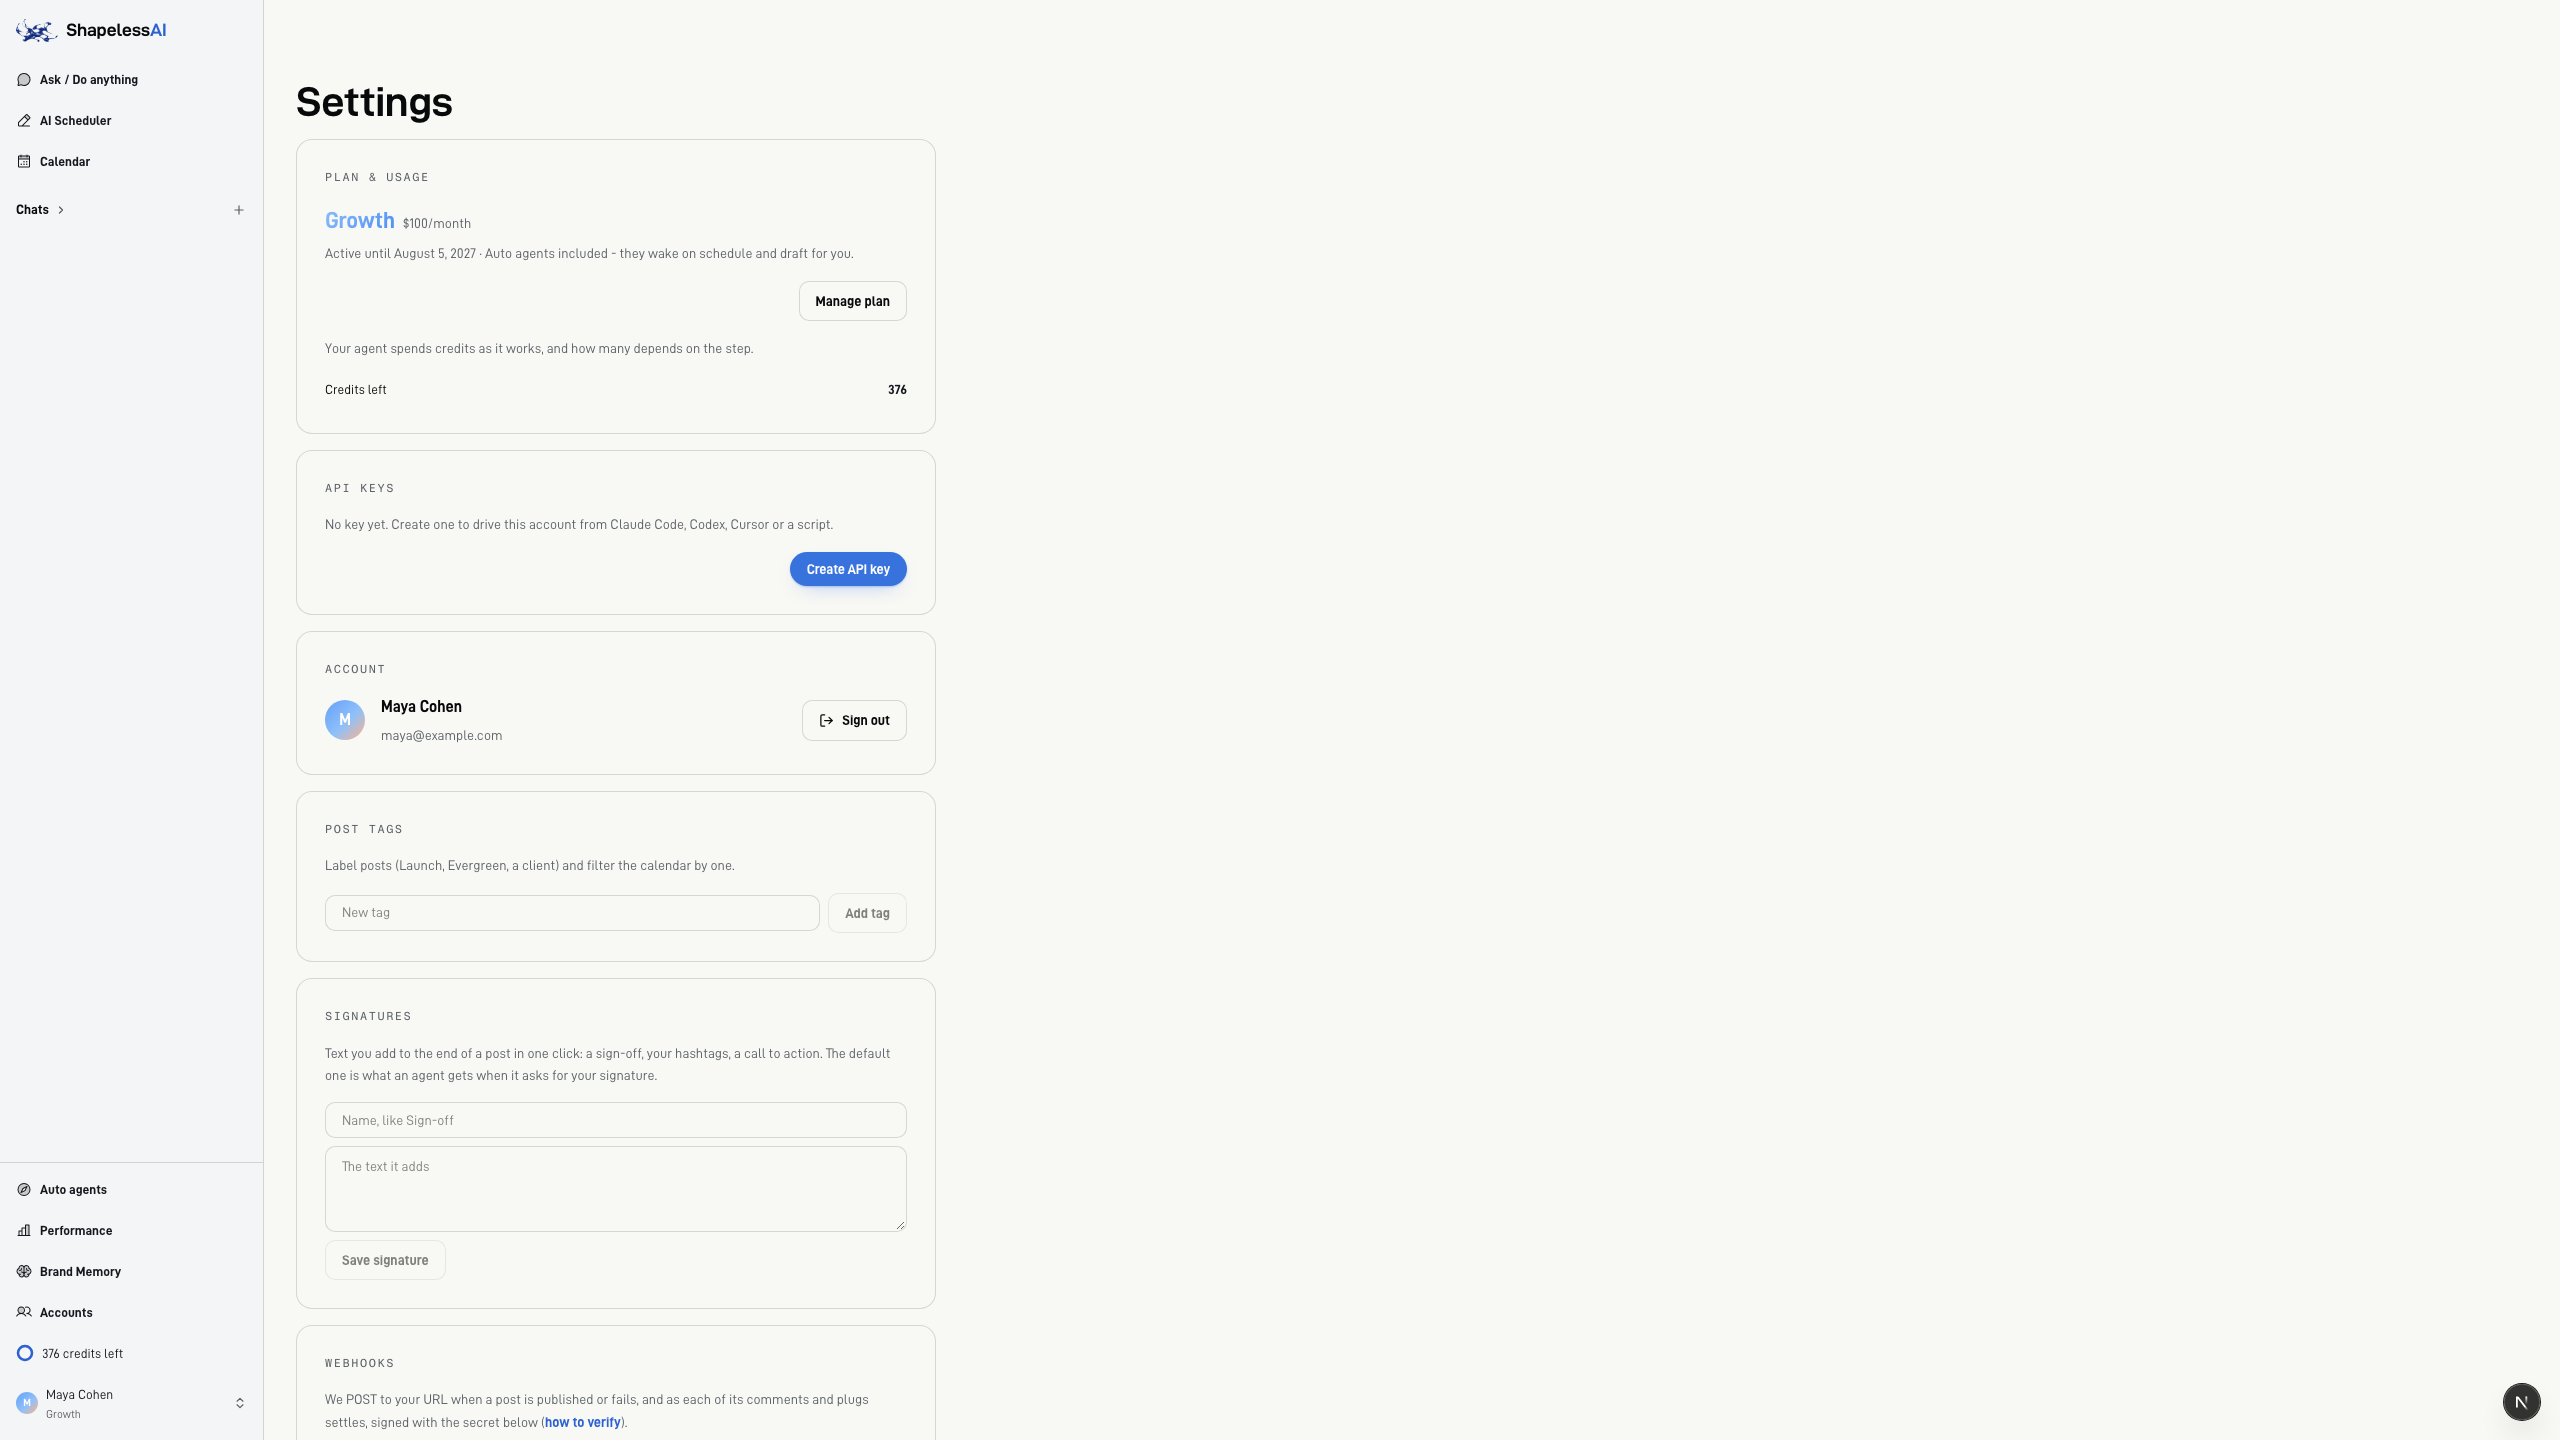 ShapelessAI
Ask / Do anything
AI Scheduler
Calendar
Chats
Auto agents
Performance
Brand Memory
Accounts
376 credits left
M
Maya Cohen
Growth
Settings
PLAN & USAGE
Growth $100/month
Active until August 5, 2027 · Auto agents included - they wake on schedule and draft for you.
Manage plan
Your agent spends credits as it works, and how many depends on the step.
Credits left 376
API KEYS
No key yet. Create one to drive this account from Claude Code, Codex, Cursor or a script.
Create API key
ACCOUNT
M
Maya Cohen
maya@example.com
Sign out
POST TAGS
Label posts (Launch, Evergreen, a client) and filter the calendar by one.
New tag
Add tag
SIGNATURES
Text you add to the end of a post in one click: a sign-off, your hashtags, a call to action. The default
one is what an agent gets when it asks for your signature.
Name, like Sign-off
The text it adds
Save signature
WEBHOOKS
We POST to your URL when a post is published or fails, and as each of its comments and plugs
settles, signed with the secret below (how to verify).
N